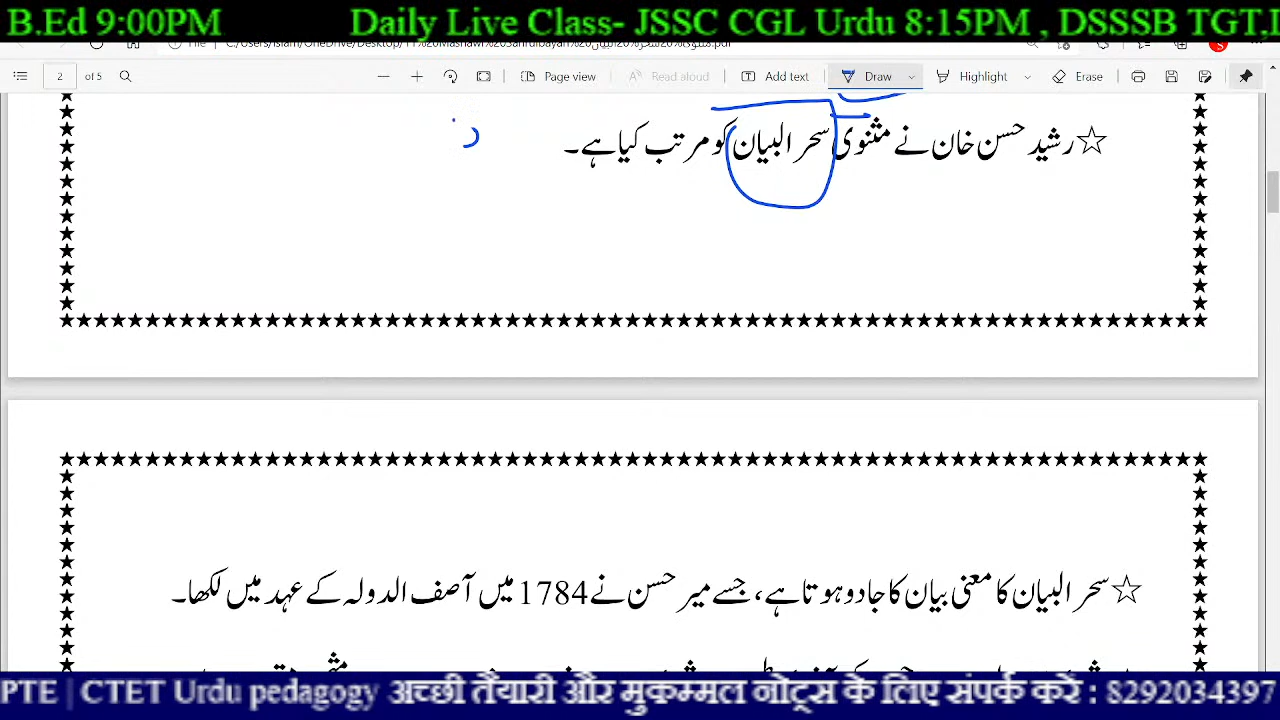 B.Ed 9:00PM Daily Live Class- JSSC CGL Urdu 8:15PM , DSSSB TGT,
2 of 5 Page view Read aloud Add text Draw Highlight Erase
☆رشید حسن خان نے مثنوی سحر البیان کو مرتب کیا ہے۔
☆سحر البیان کا معنی بیان کا جادو ہوتا ہے، جسے میر حسن نے 1784 میں آصف الدولہ کے عہد میں لکھا۔
PTE | CTET Urdu pedagogy अच्छी तैयारी और मुकम्मल नोट्स के लिए संपर्क करें : 8292034397